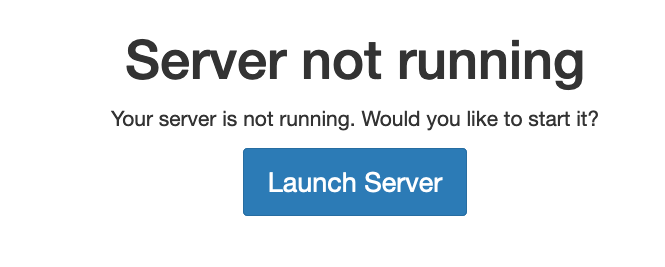 Server not running
Your server is not running. Would you like to start it?
Launch Server